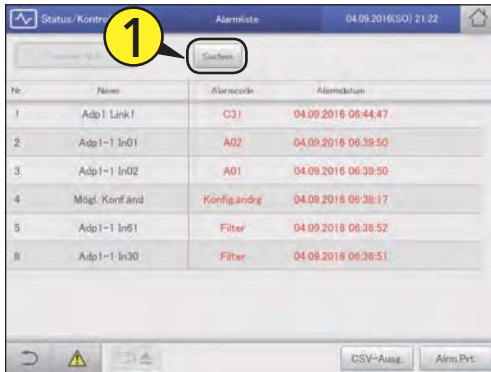 Status/Kontro
Alarmliste
04.09.2016(SO) 21:22
1
Suchen
Nr. Name Alarmcode Alarmdatum
1 Adp1 Link1 C31 04.09.2016 06:44:47
2 Adp1-1 In01 A02 04.09.2016 06:39:50
3 Adp1-1 In02 A01 04.09.2016 06:39:50
4 Mögl. Konf.änd Konfig.ändrg 04.09.2016 06:38:17
5 Adp1-1 In61 Filter 04.09.2016 06:36:52
Adp1-1 In30 Filter 04.09.2016 06:36:51
CSV-Ausg. Alrm Prt.